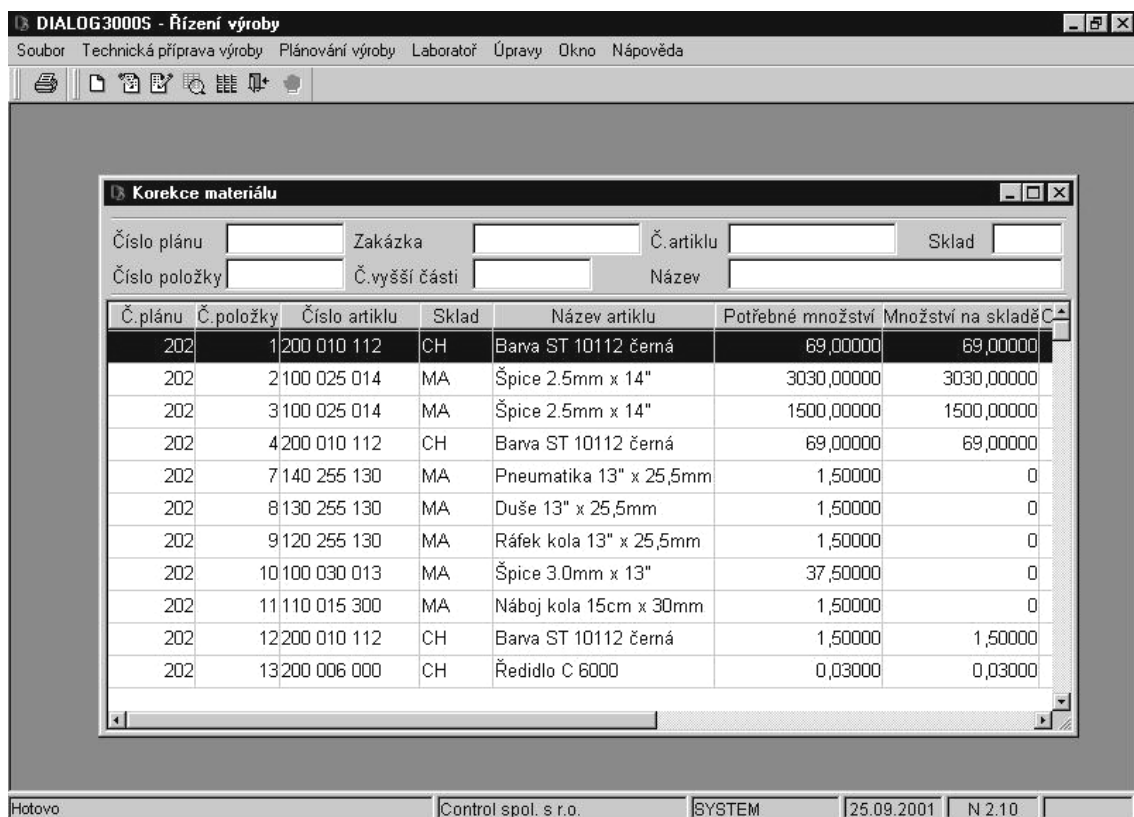 DIALOG3000S - Řízení výroby
Soubor Technická příprava výroby Plánování výroby Laboratoř Úpravy Okno Nápověda
Korekce materiálu
Číslo plánu Zakázka Č.artiklu Sklad
Číslo položky Č.vyšší části Název
Č.plánu Č.položky Číslo artiklu Sklad Název artiklu Potřebné množství Množství na skladě C
202 1 200 010 112 CH Barva ST 10112 černá 69,00000 69,00000
202 2 100 025 014 MA Špice 2.5mm x 14" 3030,00000 3030,00000
202 3 100 025 014 MA Špice 2.5mm x 14" 1500,00000 1500,00000
202 4 200 010 112 CH Barva ST 10112 černá 69,00000 69,00000
202 7 140 255 130 MA Pneumatika 13" x 25,5mm 1,50000 0
202 8 130 255 130 MA Duše 13" x 25,5mm 1,50000 0
202 9 120 255 130 MA Ráfek kola 13" x 25,5mm 1,50000 0
202 10 100 030 013 MA Špice 3.0mm x 13" 37,50000 0
202 11 110 015 300 MA Náboj kola 15cm x 30mm 1,50000 0
202 12 200 010 112 CH Barva ST 10112 černá 1,50000 1,50000
202 13 200 006 000 CH Ředidlo C 6000 0,03000 0,03000
Hotovo Control spol. s r.o. SYSTEM 25.09.2001 N 2.10